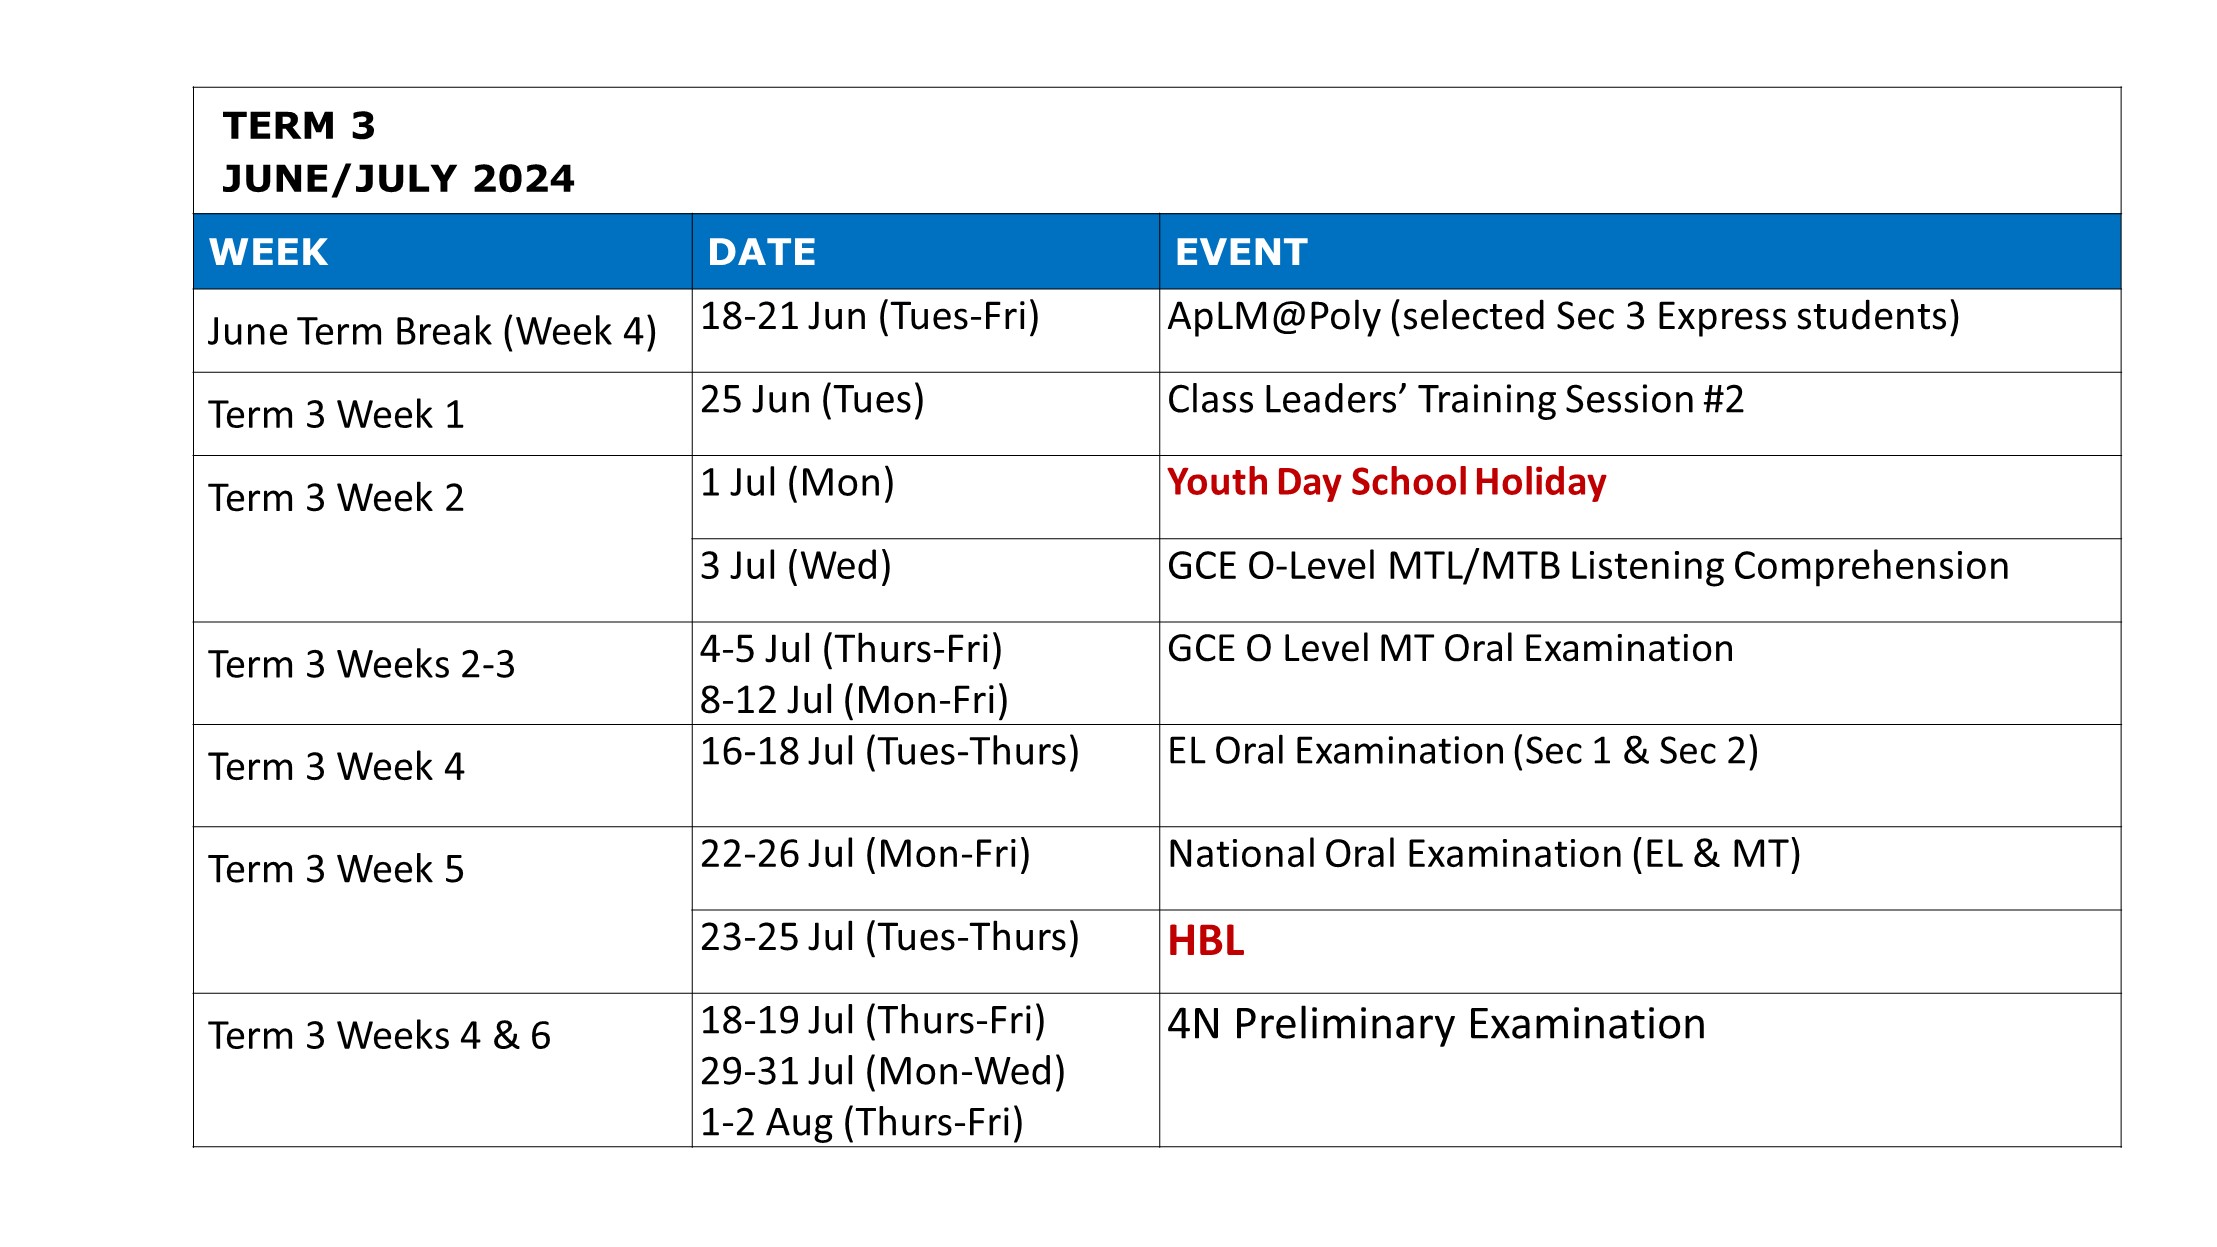 TERM 3
JUNE/JULY 2024
WEEK DATE EVENT
June Term Break (Week 4) 18-21 Jun (Tues-Fri) ApLM@Poly (selected Sec 3 Express students)
Term 3 Week 1 25 Jun (Tues) Class Leaders’ Training Session #2
Term 3 Week 2 1 Jul (Mon) Youth Day School Holiday
3 Jul (Wed) GCE O-Level MTL/MTB Listening Comprehension
Term 3 Weeks 2-3 4-5 Jul (Thurs-Fri) GCE O Level MT Oral Examination
8-12 Jul (Mon-Fri)
Term 3 Week 4 16-18 Jul (Tues-Thurs) EL Oral Examination (Sec 1 & Sec 2)
Term 3 Week 5 22-26 Jul (Mon-Fri) National Oral Examination (EL & MT)
23-25 Jul (Tues-Thurs) HBL
Term 3 Weeks 4 & 6 18-19 Jul (Thurs-Fri) 4N Preliminary Examination
29-31 Jul (Mon-Wed)
1-2 Aug (Thurs-Fri)